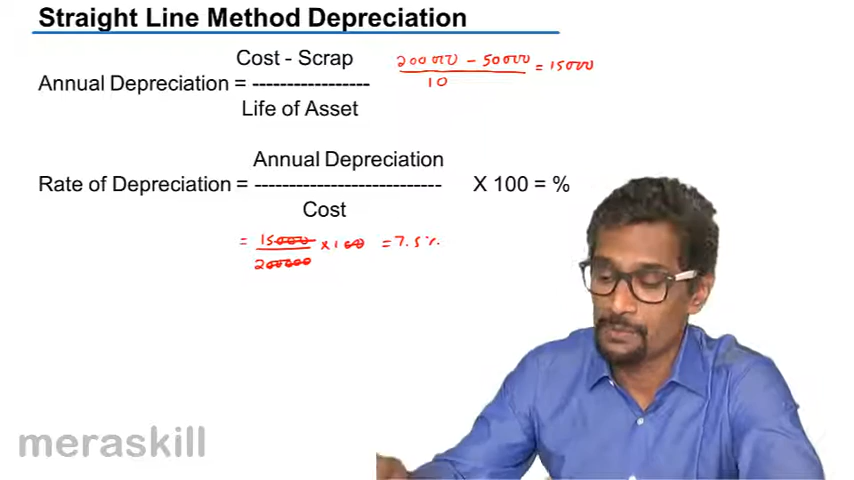 Straight Line Method Depreciation
Cost - Scrap
Annual Depreciation = ----------------- 
Life of Asset
200000 - 50000 = 15000
10
Annual Depreciation
Rate of Depreciation = --------------------------- X 100 = %
Cost
= 15000 x 100 = 7.5%
200000
meraskill